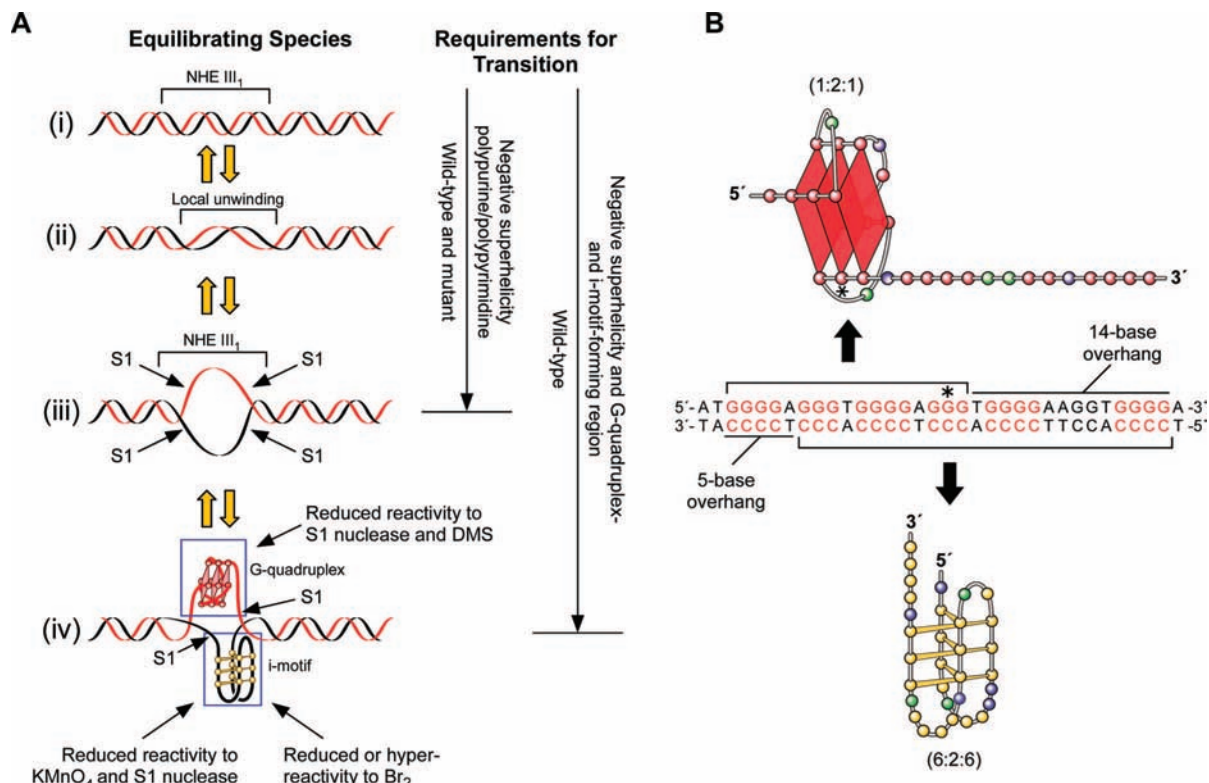 A
Equilibrating Species
Requirements for
Transition
(i)
NHE III1
(ii)
Local unwinding
(iii)
NHE III1
S1
S1
S1
S1
(iv)
Reduced reactivity to
S1 nuclease and DMS
G-quadruplex
S1
S1
i-motif
Reduced reactivity to
KMnO4 and S1 nuclease
Reduced or hyper-
reactivity to Br2
Negative superhelicity
polypurine/polypyrimidine
Wild-type and mutant
Negative superhelicity and G-quadruplex-
and i-motif-forming region
Wild-type
B
(1:2:1)
5´
*
3´
14-base
overhang
*
5´-ATGGGGAGGGTGGGGAGGGTGGGGAAGGTGGGGA-3´
3´-TACCCCTCCCACCCCTCCCACCCCTTCCACCCCT-5´
5-base
overhang
3´
5´
(6:2:6)